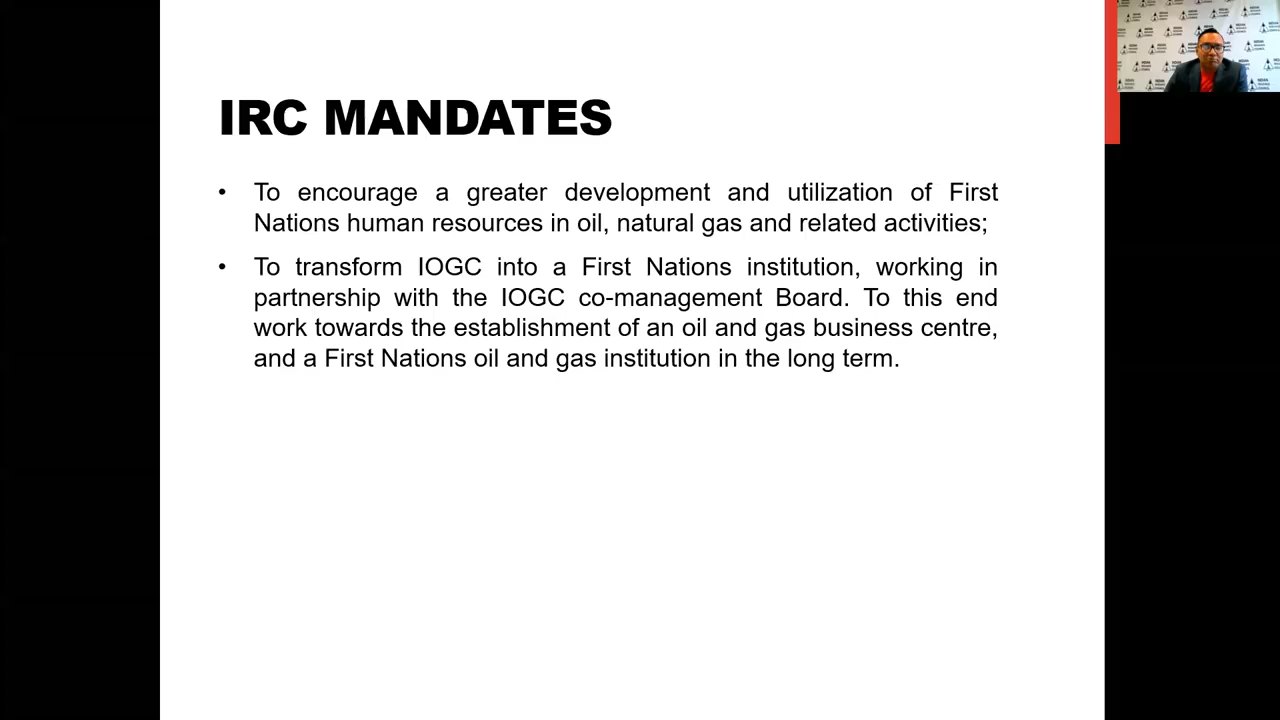 IRC MANDATES
• To encourage a greater development and utilization of First
Nations human resources in oil, natural gas and related activities;
• To transform IOGC into a First Nations institution, working in
partnership with the IOGC co-management Board. To this end
work towards the establishment of an oil and gas business centre,
and a First Nations oil and gas institution in the long term.